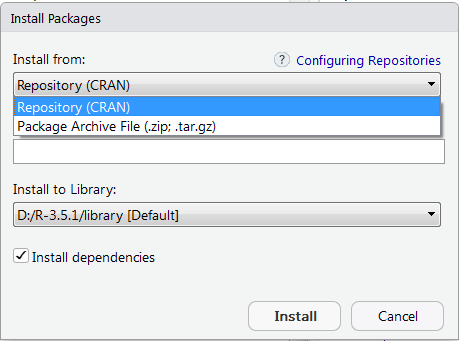 Install Packages
Install from:
? Configuring Repositories
Repository (CRAN)
Repository (CRAN)
Package Archive File (.zip; .tar.gz)
Install to Library:
D:/R-3.5.1/library [Default]
Install dependencies
Install
Cancel